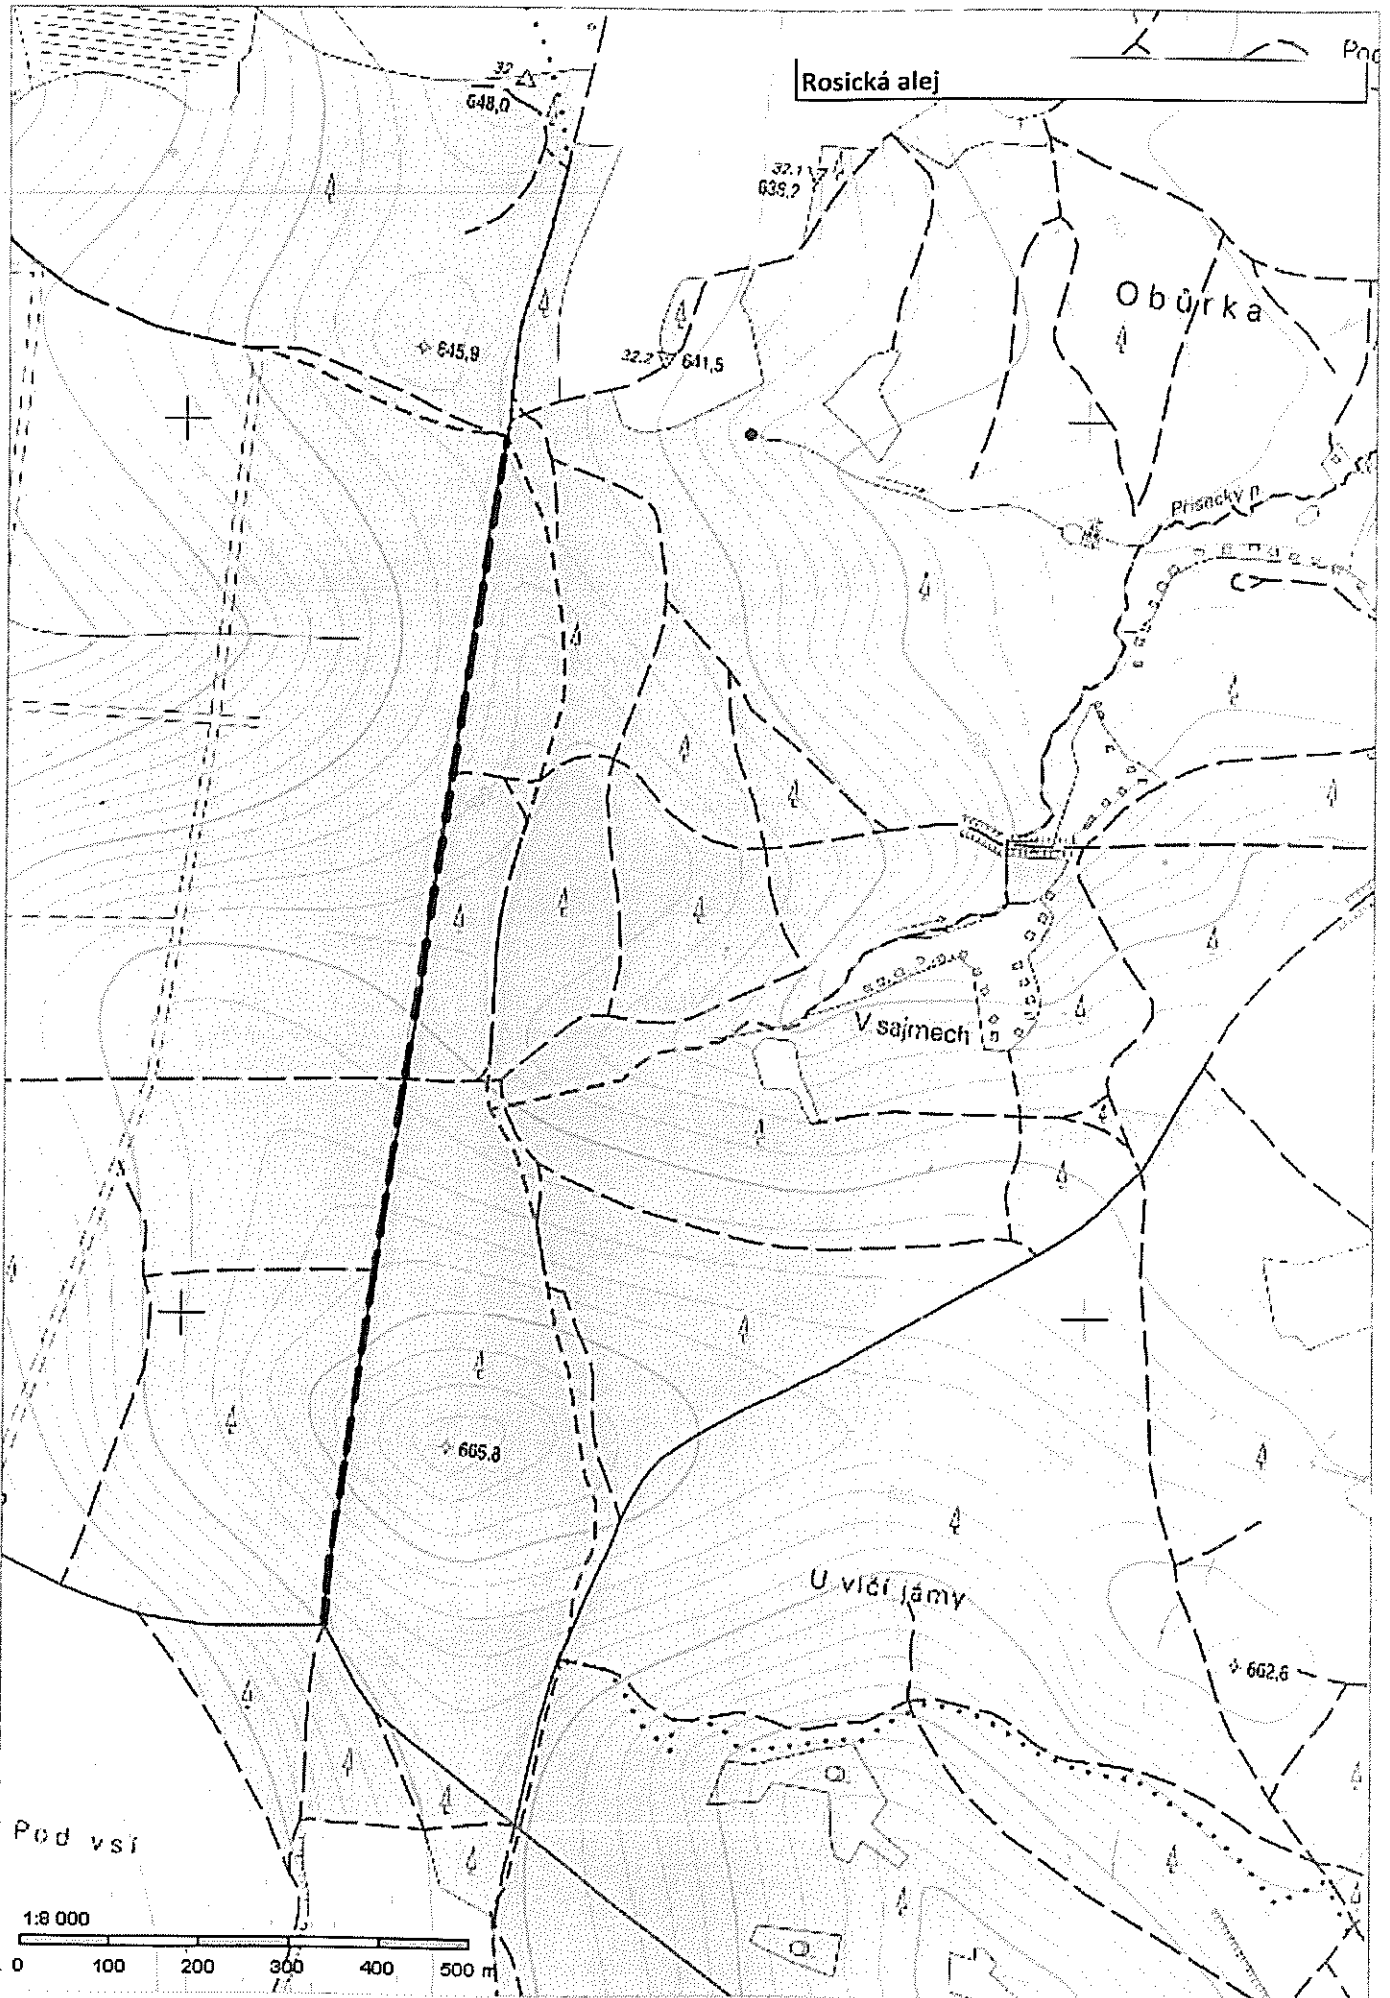 Rosická alej
32
648,0
32.1
639,2
Obůrka
645,9
32.2 641,5
Přísecký p.
V sajmech
665,8
U vlčí jámy
662,6
Pod vsí
1:8 000
0 100 200 300 400 500 m